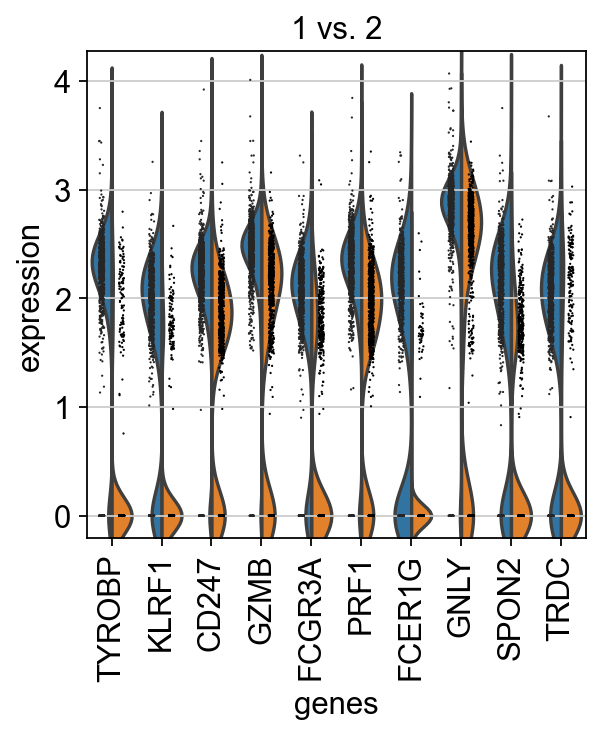 1 vs. 2
expression
4
3
2
1
0
TYROBP
KLRF1
CD247
GZMB
FCGR3A
PRF1
FCER1G
GNLY
SPON2
TRDC
genes